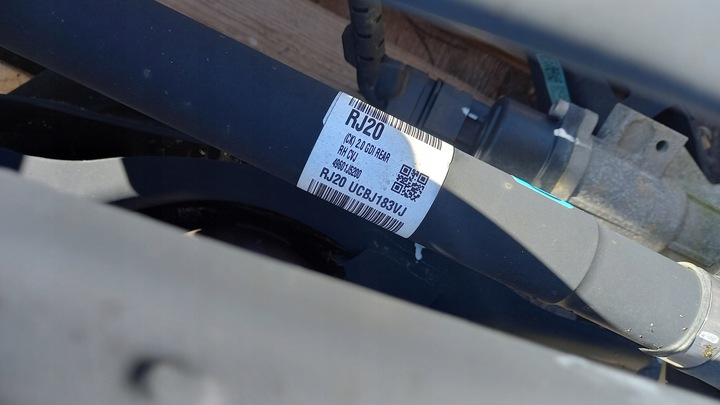 RJ20
(CK) 2.0 GDI REAR
RH CVJ
49601J5200
RJ20 UCBJ183VJ